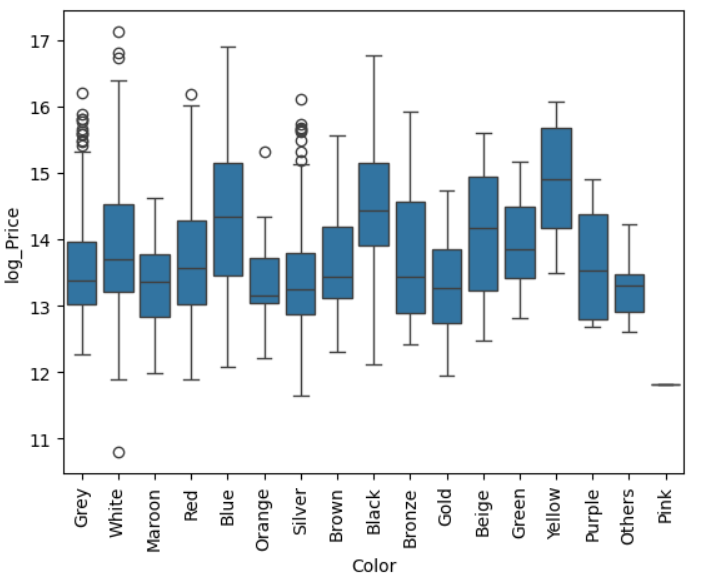 17
16
15
14
13
12
11
log_Price
Grey
White
Maroon
Red
Blue
Orange
Silver
Brown
Black
Bronze
Gold
Beige
Green
Yellow
Purple
Others
Pink
Color